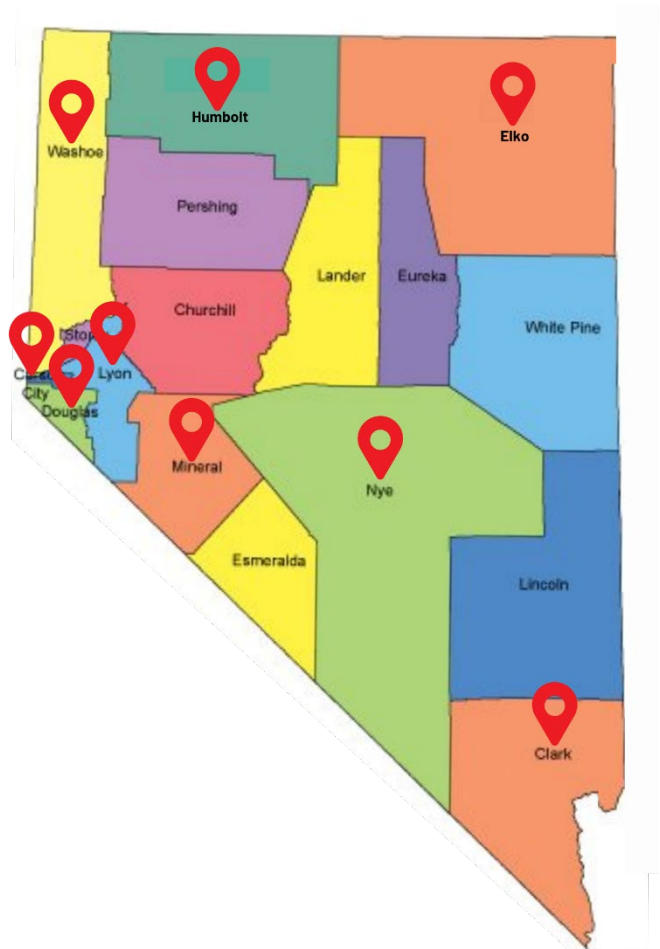 Humbolt
Elko
Washoe
Pershing
Lander
Eureka
Churchill
White Pine
Lyon
City
Douglas
Mineral
Nye
Esmeralda
Lincoln
Clark